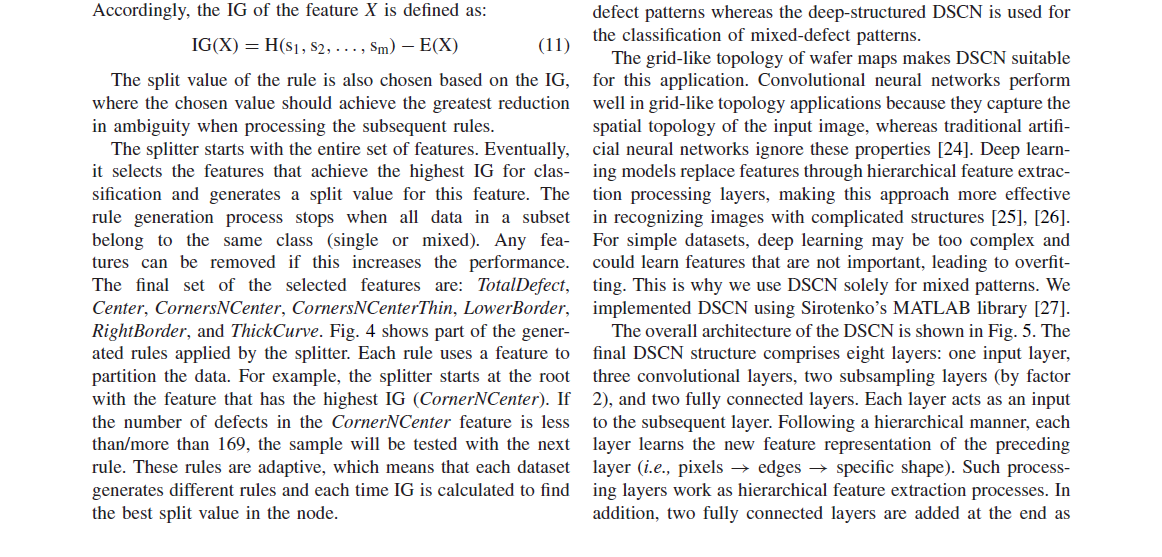 Accordingly, the IG of the feature X is defined as:
IG(X) = H(s1, s2, . . . , sm) − E(X) (11)
The split value of the rule is also chosen based on the IG,
where the chosen value should achieve the greatest reduction
in ambiguity when processing the subsequent rules.
The splitter starts with the entire set of features. Eventually,
it selects the features that achieve the highest IG for clas-
sification and generates a split value for this feature. The
rule generation process stops when all data in a subset
belong to the same class (single or mixed). Any fea-
tures can be removed if this increases the performance.
The final set of the selected features are: TotalDefect,
Center, CornersNCenter, CornersNCenterThin, LowerBorder,
RightBorder, and ThickCurve. Fig. 4 shows part of the gener-
ated rules applied by the splitter. Each rule uses a feature to
partition the data. For example, the splitter starts at the root
with the feature that has the highest IG (CornerNCenter). If
the number of defects in the CornerNCenter feature is less
than/more than 169, the sample will be tested with the next
rule. These rules are adaptive, which means that each dataset
generates different rules and each time IG is calculated to find
the best split value in the node.
defect patterns whereas the deep-structured DSCN is used for
the classification of mixed-defect patterns.
The grid-like topology of wafer maps makes DSCN suitable
for this application. Convolutional neural networks perform
well in grid-like topology applications because they capture the
spatial topology of the input image, whereas traditional artifi-
cial neural networks ignore these properties [24]. Deep learn-
ing models replace features through hierarchical feature extrac-
tion processing layers, making this approach more effective
in recognizing images with complicated structures [25], [26].
For simple datasets, deep learning may be too complex and
could learn features that are not important, leading to overfit-
ting. This is why we use DSCN solely for mixed patterns. We
implemented DSCN using Sirotenko's MATLAB library [27].
The overall architecture of the DSCN is shown in Fig. 5. The
final DSCN structure comprises eight layers: one input layer,
three convolutional layers, two subsampling layers (by factor
2), and two fully connected layers. Each layer acts as an input
to the subsequent layer. Following a hierarchical manner, each
layer learns the new feature representation of the preceding
layer (i.e., pixels → edges → specific shape). Such process-
ing layers work as hierarchical feature extraction processes. In
addition, two fully connected layers are added at the end as